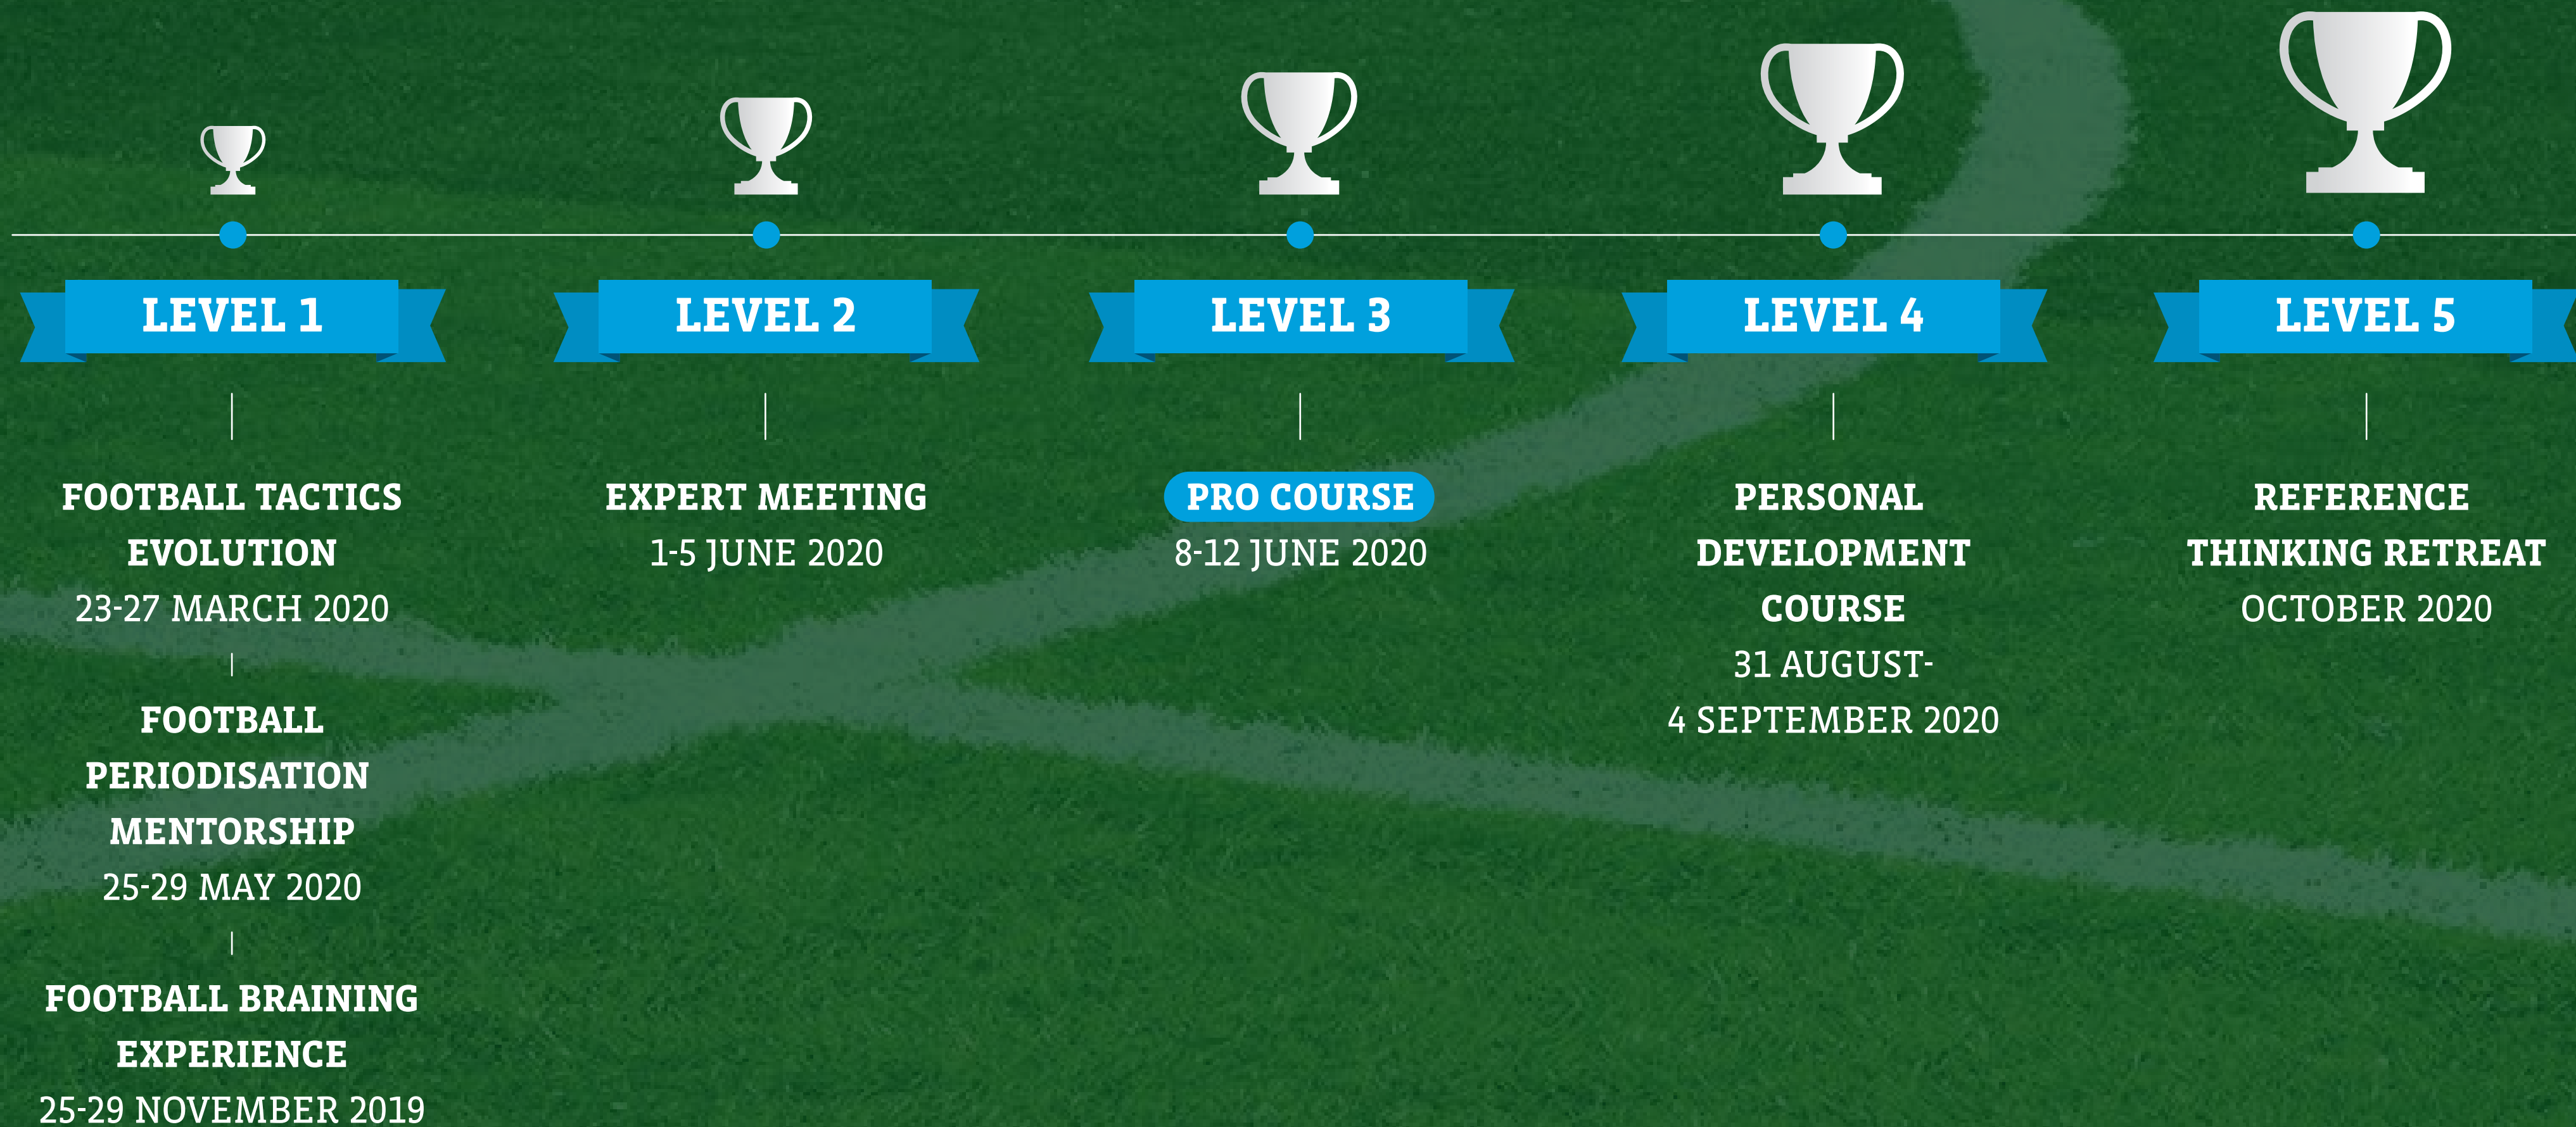 LEVEL 1
FOOTBALL TACTICS
EVOLUTION
23-27 MARCH 2020
FOOTBALL
PERIODISATION
MENTORSHIP
25-29 MAY 2020
FOOTBALL BRAINING
EXPERIENCE
25-29 NOVEMBER 2019
LEVEL 2
EXPERT MEETING
1-5 JUNE 2020
LEVEL 3
PRO COURSE
8-12 JUNE 2020
LEVEL 4
PERSONAL
DEVELOPMENT
COURSE
31 AUGUST-
4 SEPTEMBER 2020
LEVEL 5
REFERENCE
THINKING RETREAT
OCTOBER 2020